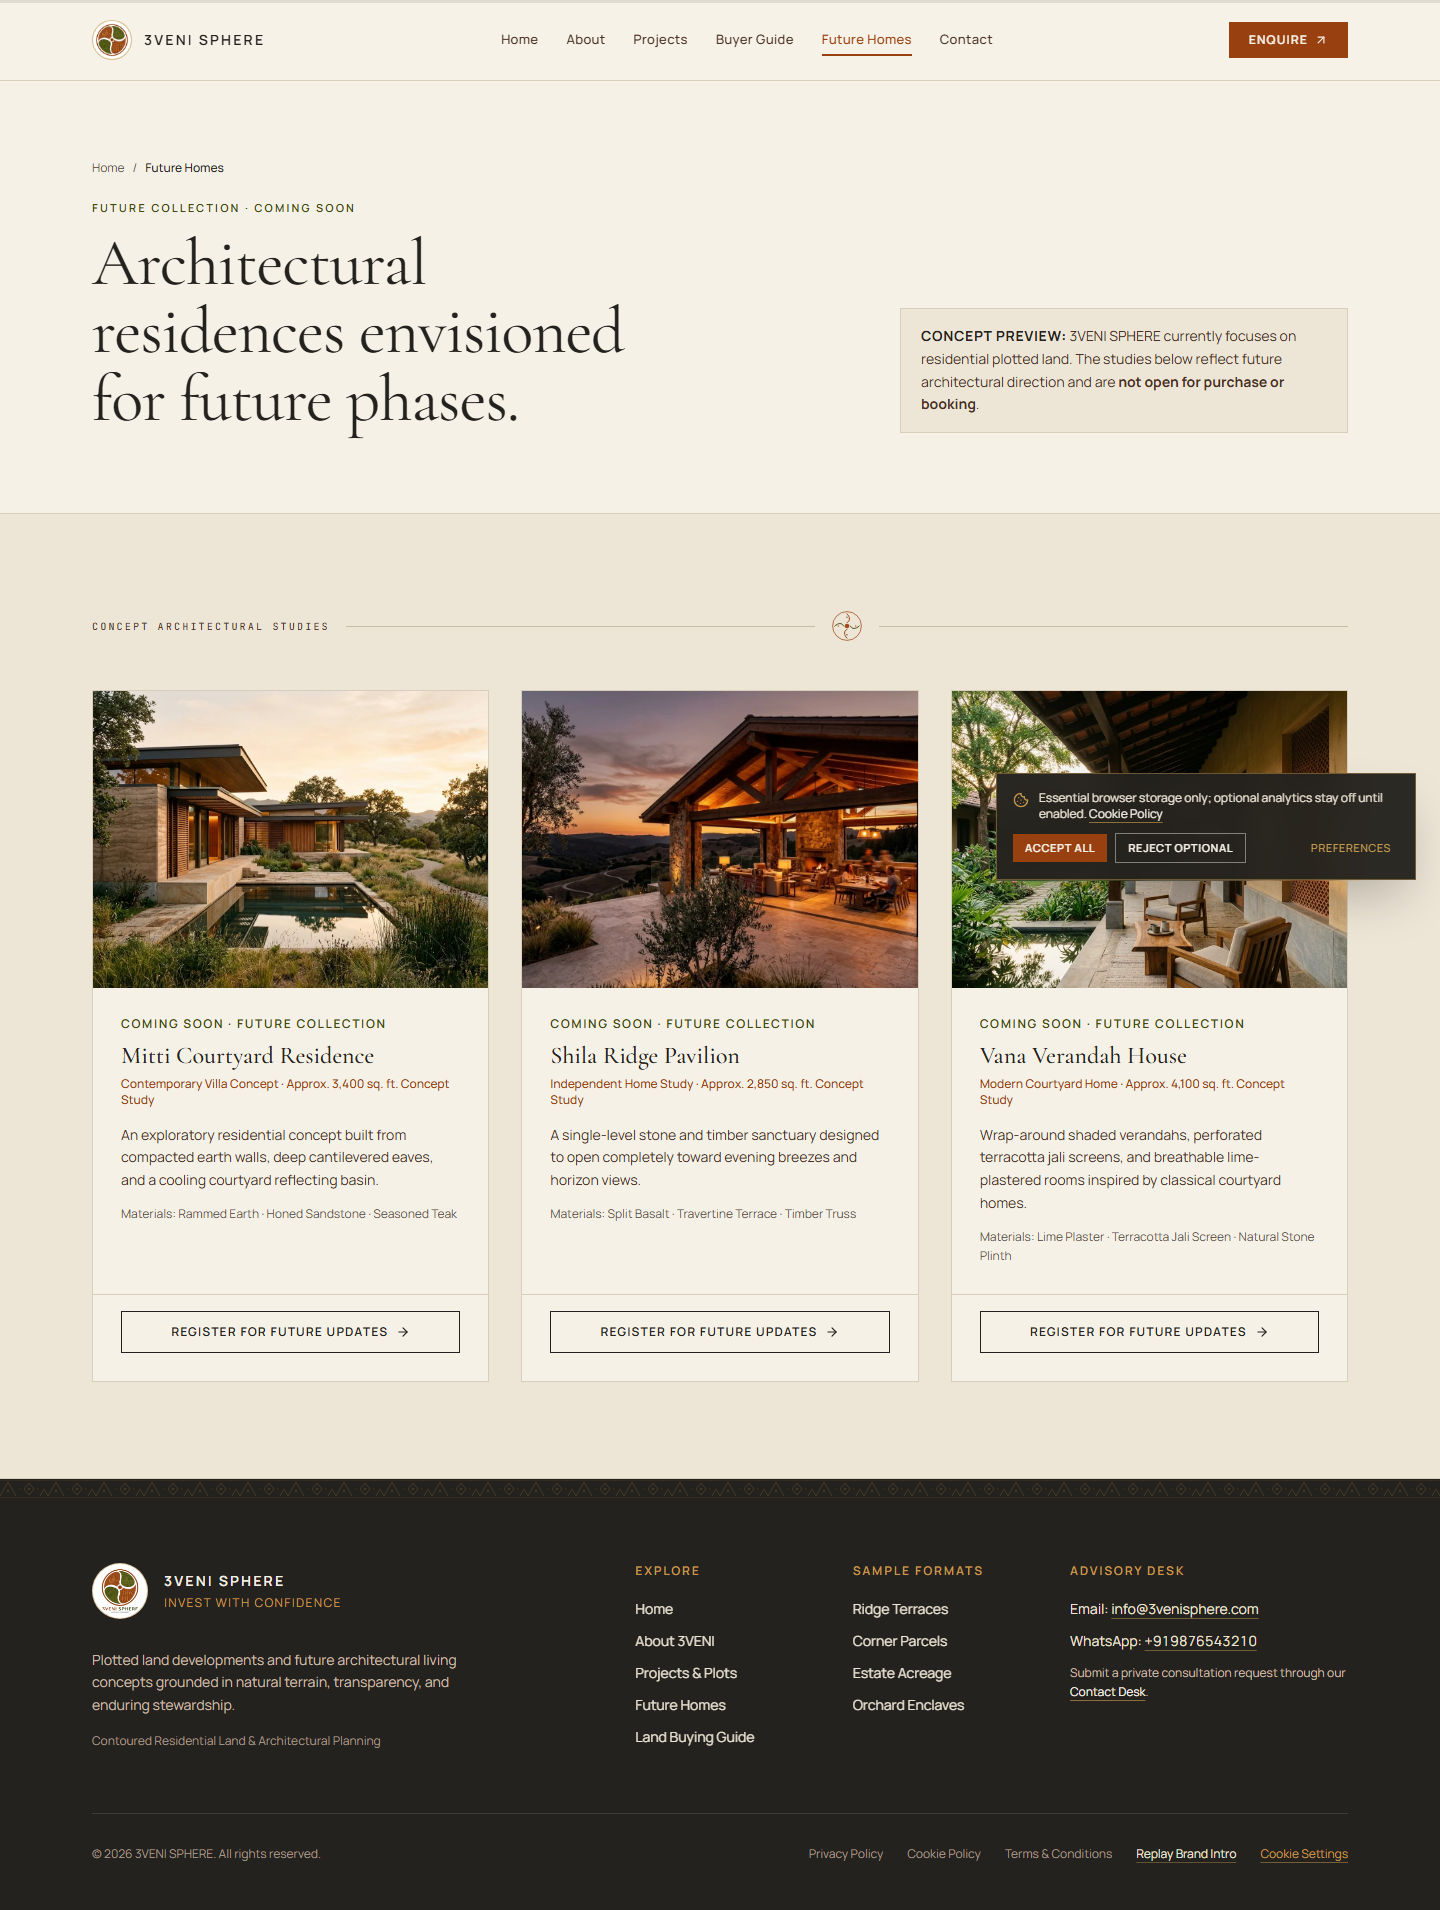 3VENI SPHERE
Home
About
Projects
Buyer Guide
Future Homes
Contact
ENQUIRE
Home / Future Homes
FUTURE COLLECTION · COMING SOON
Architectural
residences envisioned
for future phases.
CONCEPT PREVIEW: 3VENI SPHERE currently focuses on
residential plotted land. The studies below reflect future
architectural direction and are not open for purchase or
booking.
CONCEPT ARCHITECTURAL STUDIES
Essential browser storage only; optional analytics stay off until
enabled. Cookie Policy
ACCEPT ALL
REJECT OPTIONAL
PREFERENCES
COMING SOON · FUTURE COLLECTION
Mitti Courtyard Residence
Contemporary Villa Concept · Approx. 3,400 sq. ft. Concept
Study
An exploratory residential concept built from
compacted earth walls, deep cantilevered eaves,
and a cooling courtyard reflecting basin.
Materials: Rammed Earth · Honed Sandstone · Seasoned Teak
REGISTER FOR FUTURE UPDATES
COMING SOON · FUTURE COLLECTION
Shila Ridge Pavilion
Independent Home Study · Approx. 2,850 sq. ft. Concept
Study
A single-level stone and timber sanctuary designed
to open completely toward evening breezes and
horizon views.
Materials: Split Basalt · Travertine Terrace · Timber Truss
REGISTER FOR FUTURE UPDATES
COMING SOON · FUTURE COLLECTION
Vana Verandah House
Modern Courtyard Home · Approx. 4,100 sq. ft. Concept
Study
Wrap-around shaded verandahs, perforated
terracotta jali screens, and breathable lime-
plastered rooms inspired by classical courtyard
homes.
Materials: Lime Plaster · Terracotta Jali Screen · Natural Stone
Plinth
REGISTER FOR FUTURE UPDATES
3VENI SPHERE
3VENI SPHERE
INVEST WITH CONFIDENCE
Plotted land developments and future architectural living
concepts grounded in natural terrain, transparency, and
enduring stewardship.
Contoured Residential Land & Architectural Planning
EXPLORE
Home
About 3VENI
Projects & Plots
Future Homes
Land Buying Guide
SAMPLE FORMATS
Ridge Terraces
Corner Parcels
Estate Acreage
Orchard Enclaves
ADVISORY DESK
Email: info@3venisphere.com
WhatsApp: +919876543210
Submit a private consultation request through our
Contact Desk.
© 2026 3VENI SPHERE. All rights reserved.
Privacy Policy
Cookie Policy
Terms & Conditions
Replay Brand Intro
Cookie Settings